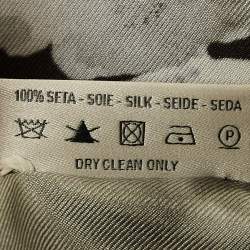 100% SETA - SOIE - SILK - SEIDE - SEDA
P
DRY CLEAN ONLY